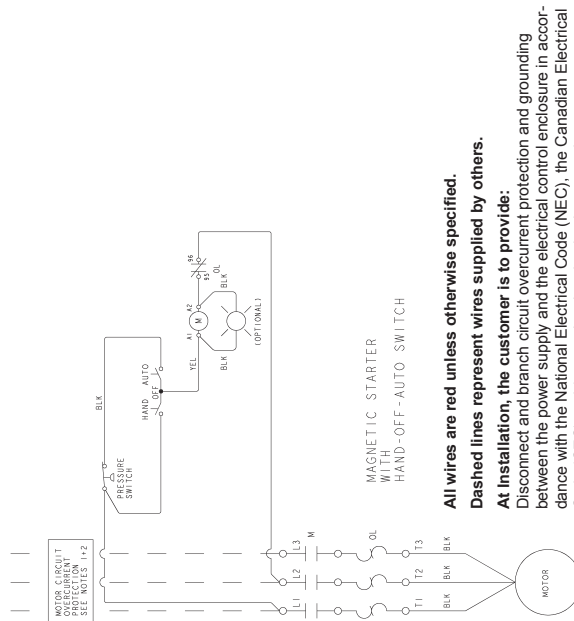 MOTOR CIRCUIT
OVERCURRENT
PROTECTION
SEE NOTES 1+2
PRESSURE
SWITCH
BLK
HAND
OFF
AUTO
YEL
BLK
A1
M
A2
BLK
(OPTIONAL)
95
96
OL
L1
L2
L3
M
OL
T1
T2
T3
BLK
BLK
BLK
MOTOR
MAGNETIC STARTER
WITH
HAND-OFF-AUTO SWITCH
All wires are red unless otherwise specified.
Dashed lines represent wires supplied by others.
At Installation, the customer is to provide:
Disconnect and branch circuit overcurrent protection and grounding
between the power supply and the electrical control enclosure in accor-
dance with the National Electrical Code (NEC), the Canadian Electrical